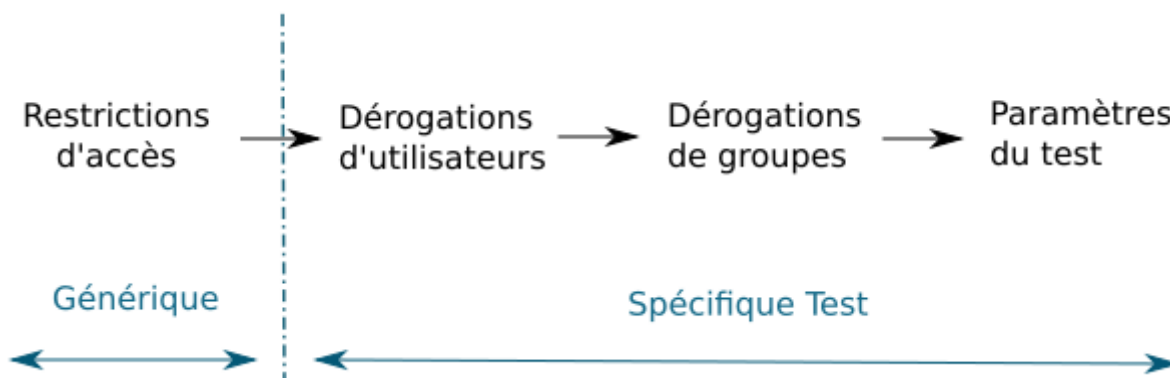 Restrictions
d'accès
Dérogations
d'utilisateurs
Dérogations
de groupes
Paramètres
du test
Générique
Spécifique Test